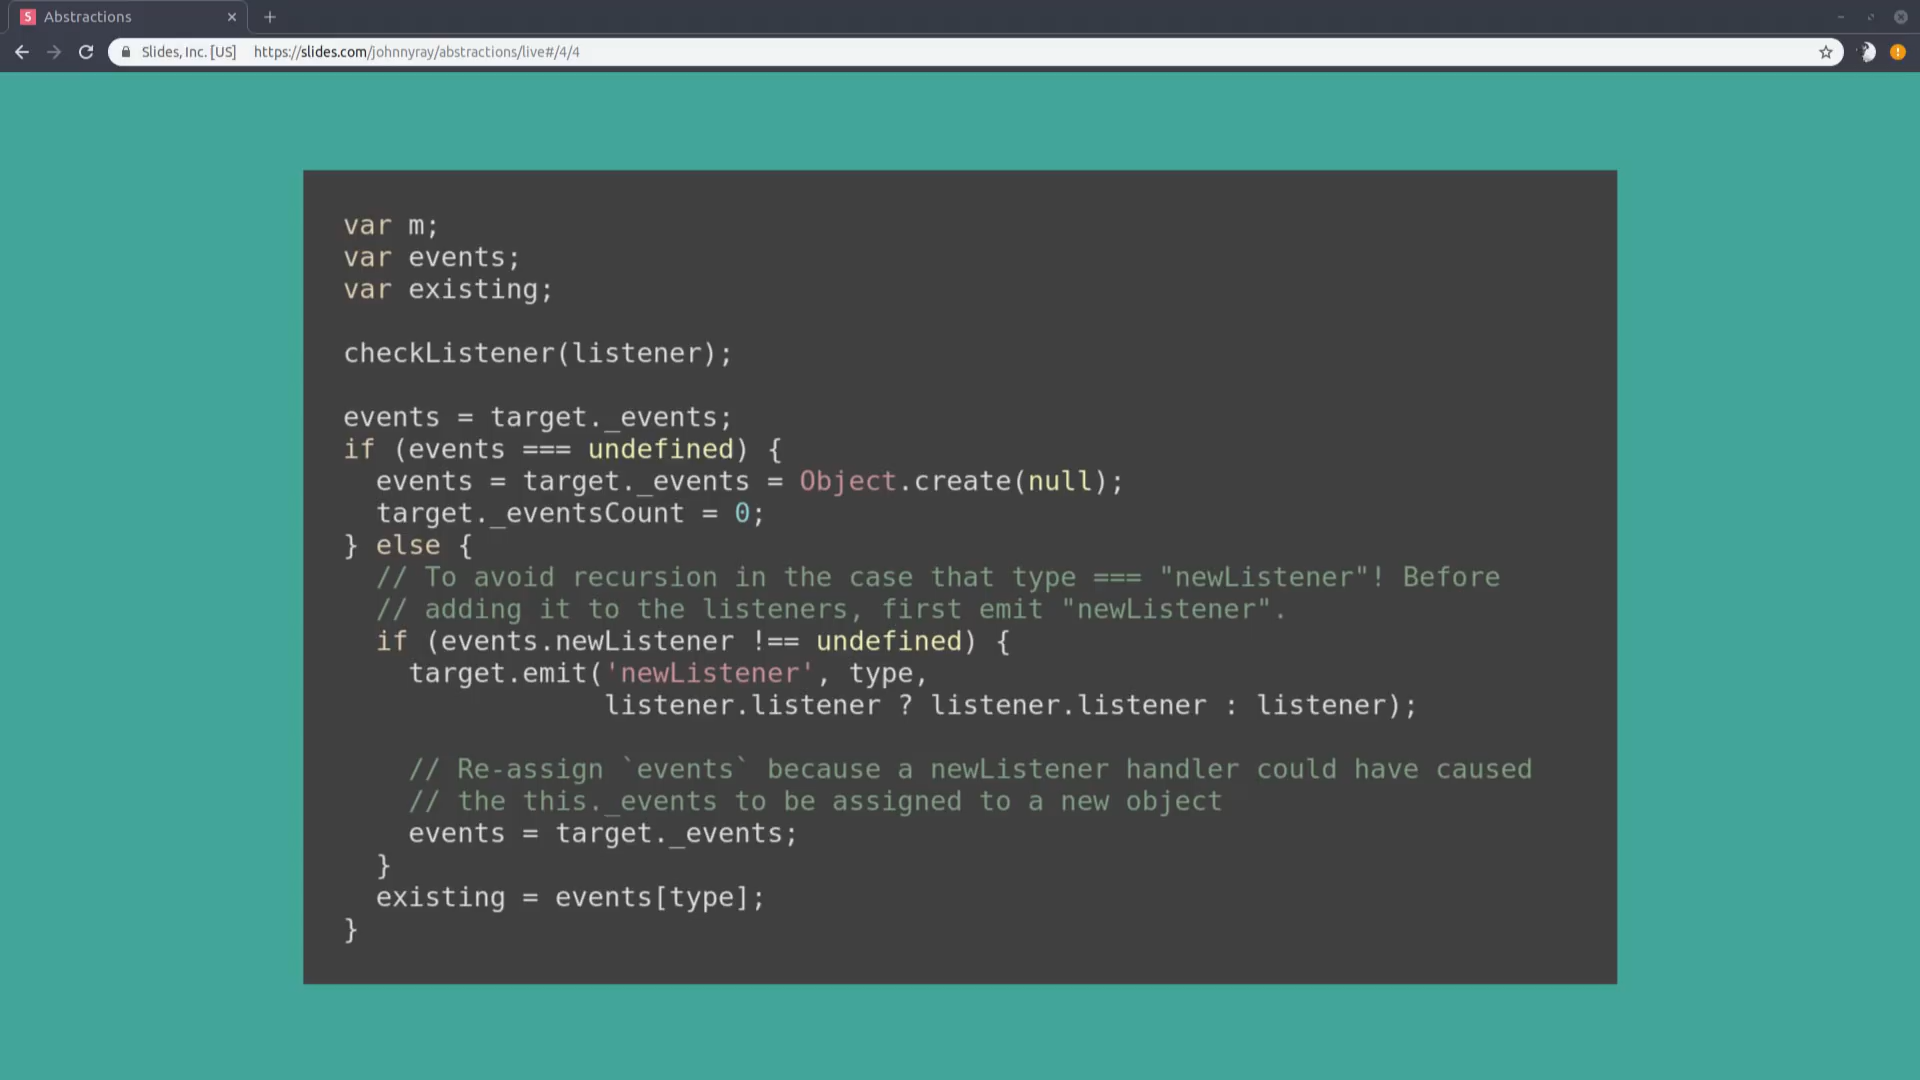 S Abstractions
Slides, Inc. [US] https://slides.com/johnnyray/abstractions/live#/4/4
var m;
var events;
var existing;
checkListener(listener);
events = target._events;
if (events === undefined) {
  events = target._events = Object.create(null);
  target._eventsCount = 0;
} else {
  // To avoid recursion in the case that type === "newListener"! Before
  // adding it to the listeners, first emit "newListener".
  if (events.newListener !== undefined) {
    target.emit('newListener', type,
                listener.listener ? listener.listener : listener);
    // Re-assign `events` because a newListener handler could have caused
    // the this._events to be assigned to a new object
    events = target._events;
  }
  existing = events[type];
}